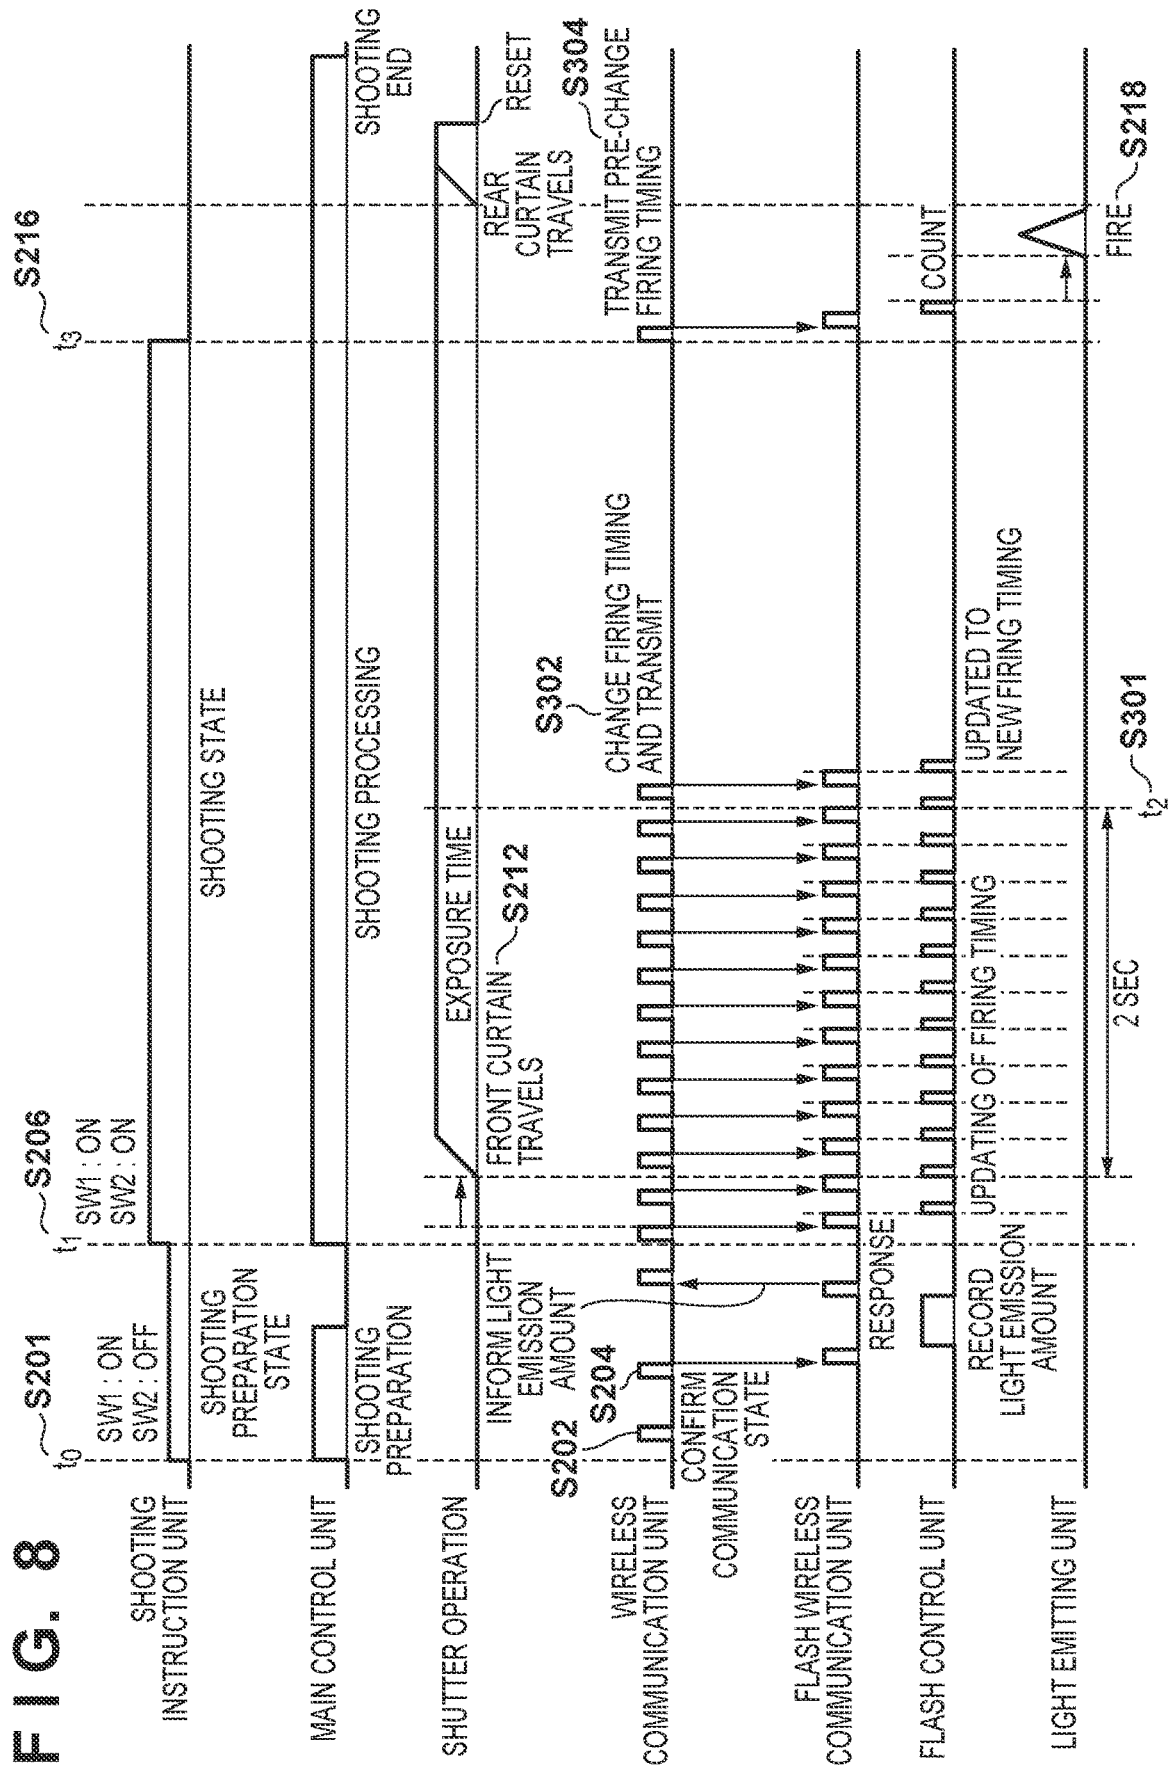 FIG. 8
S201
S206
S216
t0
t1
t3
SW1 : ON
SW2 : OFF
SW1 : ON
SW2 : ON
SHOOTING
INSTRUCTION UNIT
SHOOTING
PREPARATION
STATE
SHOOTING STATE
MAIN CONTROL UNIT
SHOOTING
PREPARATION
SHOOTING PROCESSING
SHOOTING
END
SHUTTER OPERATION
EXPOSURE TIME
FRONT CURTAIN
TRAVELS
S212
REAR
CURTAIN
TRAVELS
RESET
INFORM LIGHT
EMISSION
AMOUNT
S202
S204
S302
CHANGE FIRING TIMING
AND TRANSMIT
S304
TRANSMIT PRE-CHANGE
FIRING TIMING
WIRELESS
COMMUNICATION UNIT
CONFIRM
COMMUNICATION
STATE
FLASH WIRELESS
COMMUNICATION UNIT
RESPONSE
FLASH CONTROL UNIT
RECORD
LIGHT EMISSION
AMOUNT
UPDATING OF FIRING TIMING
UPDATED TO
NEW FIRING TIMING
COUNT
LIGHT EMITTING UNIT
2 SEC
t2
S301
FIRE
S218